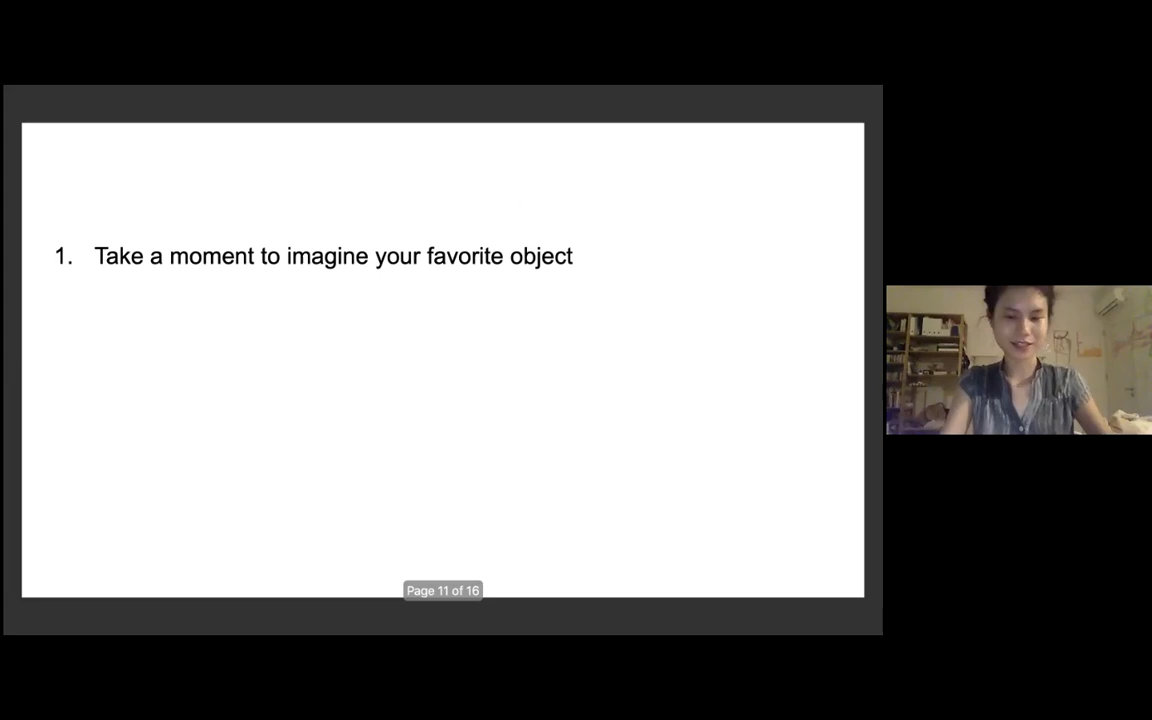 1. Take a moment to imagine your favorite object
Page 11 of 16